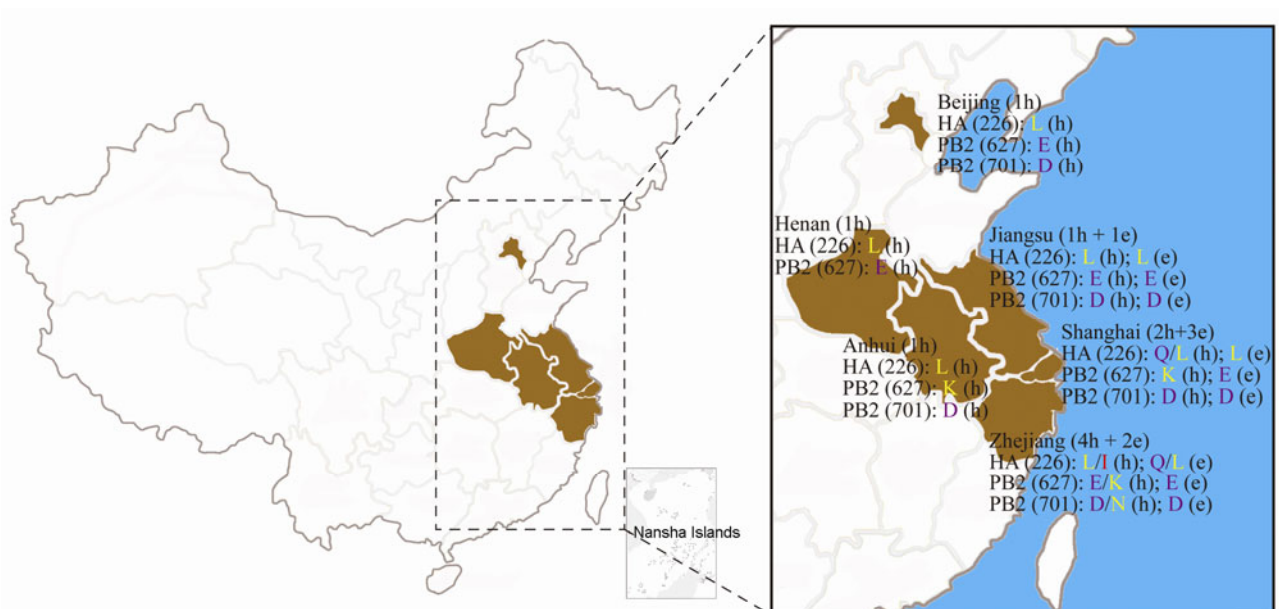 Nansha Islands
Beijing (1h)
HA (226): L (h)
PB2 (627): E (h)
PB2 (701): D (h)
Henan (1h)
HA (226): L (h)
PB2 (627): E (h)
Jiangsu (1h + 1e)
HA (226): L (h); L (e)
PB2 (627): E (h); E (e)
PB2 (701): D (h); D (e)
Anhui (1h)
HA (226): L (h)
PB2 (627): K (h)
PB2 (701): D (h)
Shanghai (2h+3e)
HA (226): Q/L (h); L (e)
PB2 (627): K (h); E (e)
PB2 (701): D (h); D (e)
Zhejiang (4h + 2e)
HA (226): L/I (h); Q/L (e)
PB2 (627): E/K (h); E (e)
PB2 (701): D/N (h); D (e)